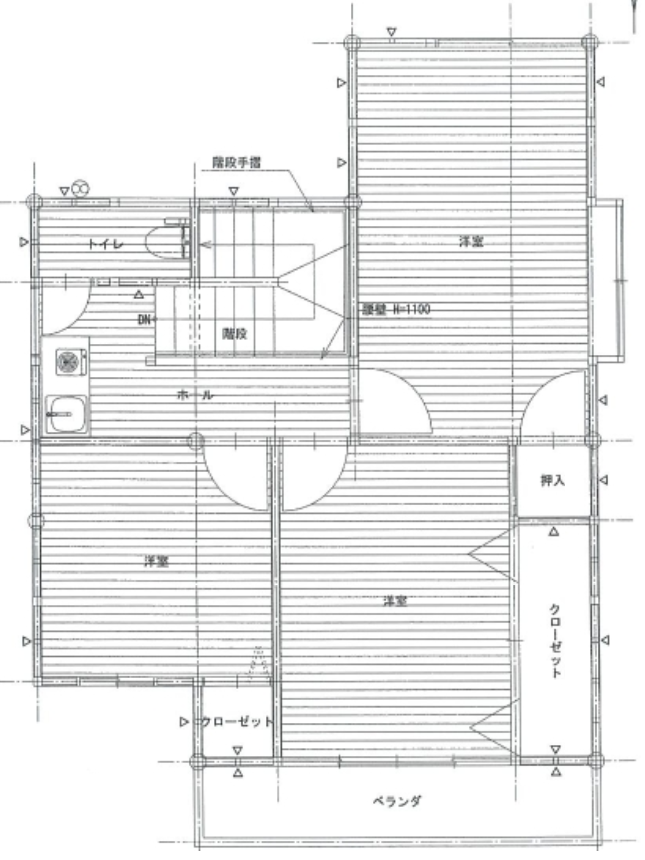 階段手摺
トイレ
洋室
腰壁 H=1100
DN
階段
ホール
押入
洋室
洋室
クローゼット
クローゼット
ベランダ